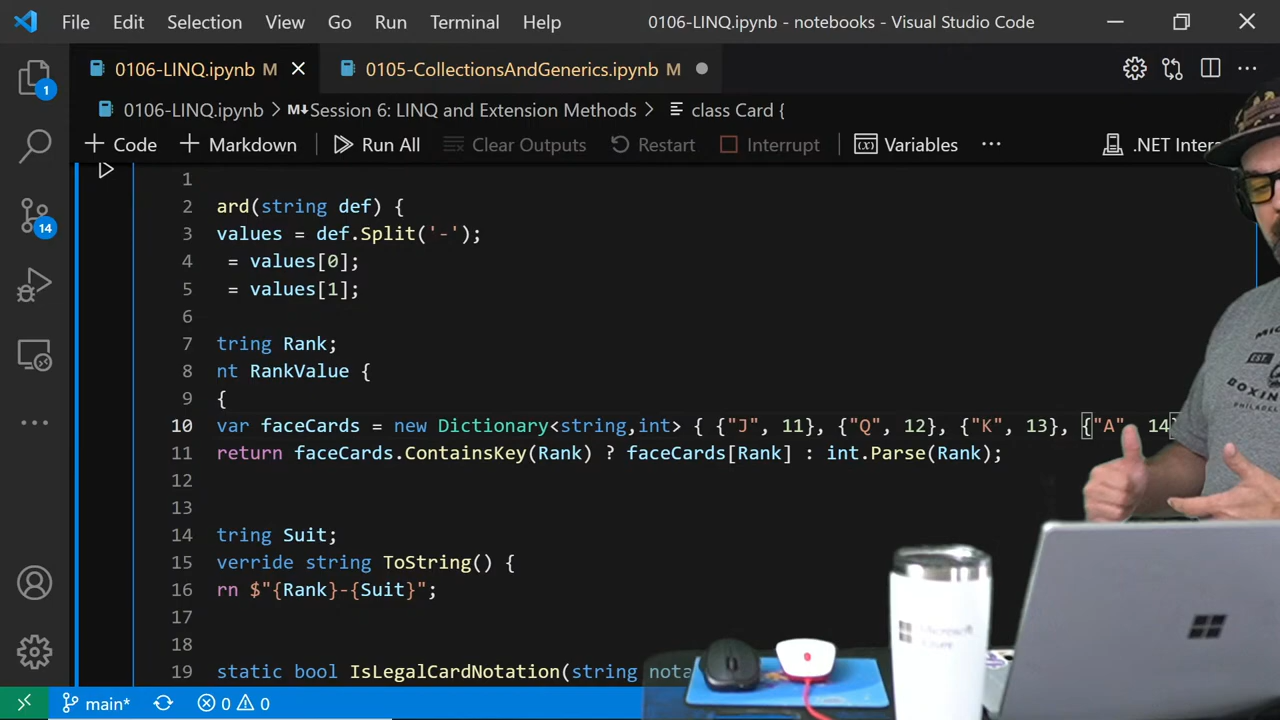 File Edit Selection View Go Run Terminal Help 0106-LINQ.ipynb - notebooks - Visual Studio Code
0106-LINQ.ipynb M 0105-CollectionsAndGenerics.ipynb M
0106-LINQ.ipynb > M↓Session 6: LINQ and Extension Methods > class Card {
+ Code + Markdown Run All Clear Outputs Restart Interrupt Variables ... .NET Inter
1
2 ard(string def) {
3 values = def.Split('-');
4 = values[0];
5 = values[1];
6
7 tring Rank;
8 nt RankValue {
9 {
10 var faceCards = new Dictionary<string,int> { {"J", 11}, {"Q", 12}, {"K", 13}, {"A" 14}
11 return faceCards.ContainsKey(Rank) ? faceCards[Rank] : int.Parse(Rank);
12
13
14 tring Suit;
15 verride string ToString() {
16 rn $"{Rank}-{Suit}";
17
18
19 static bool IsLegalCardNotation(string nota
1
14
main* 0 0
EST.
BOXIN
Microsoft